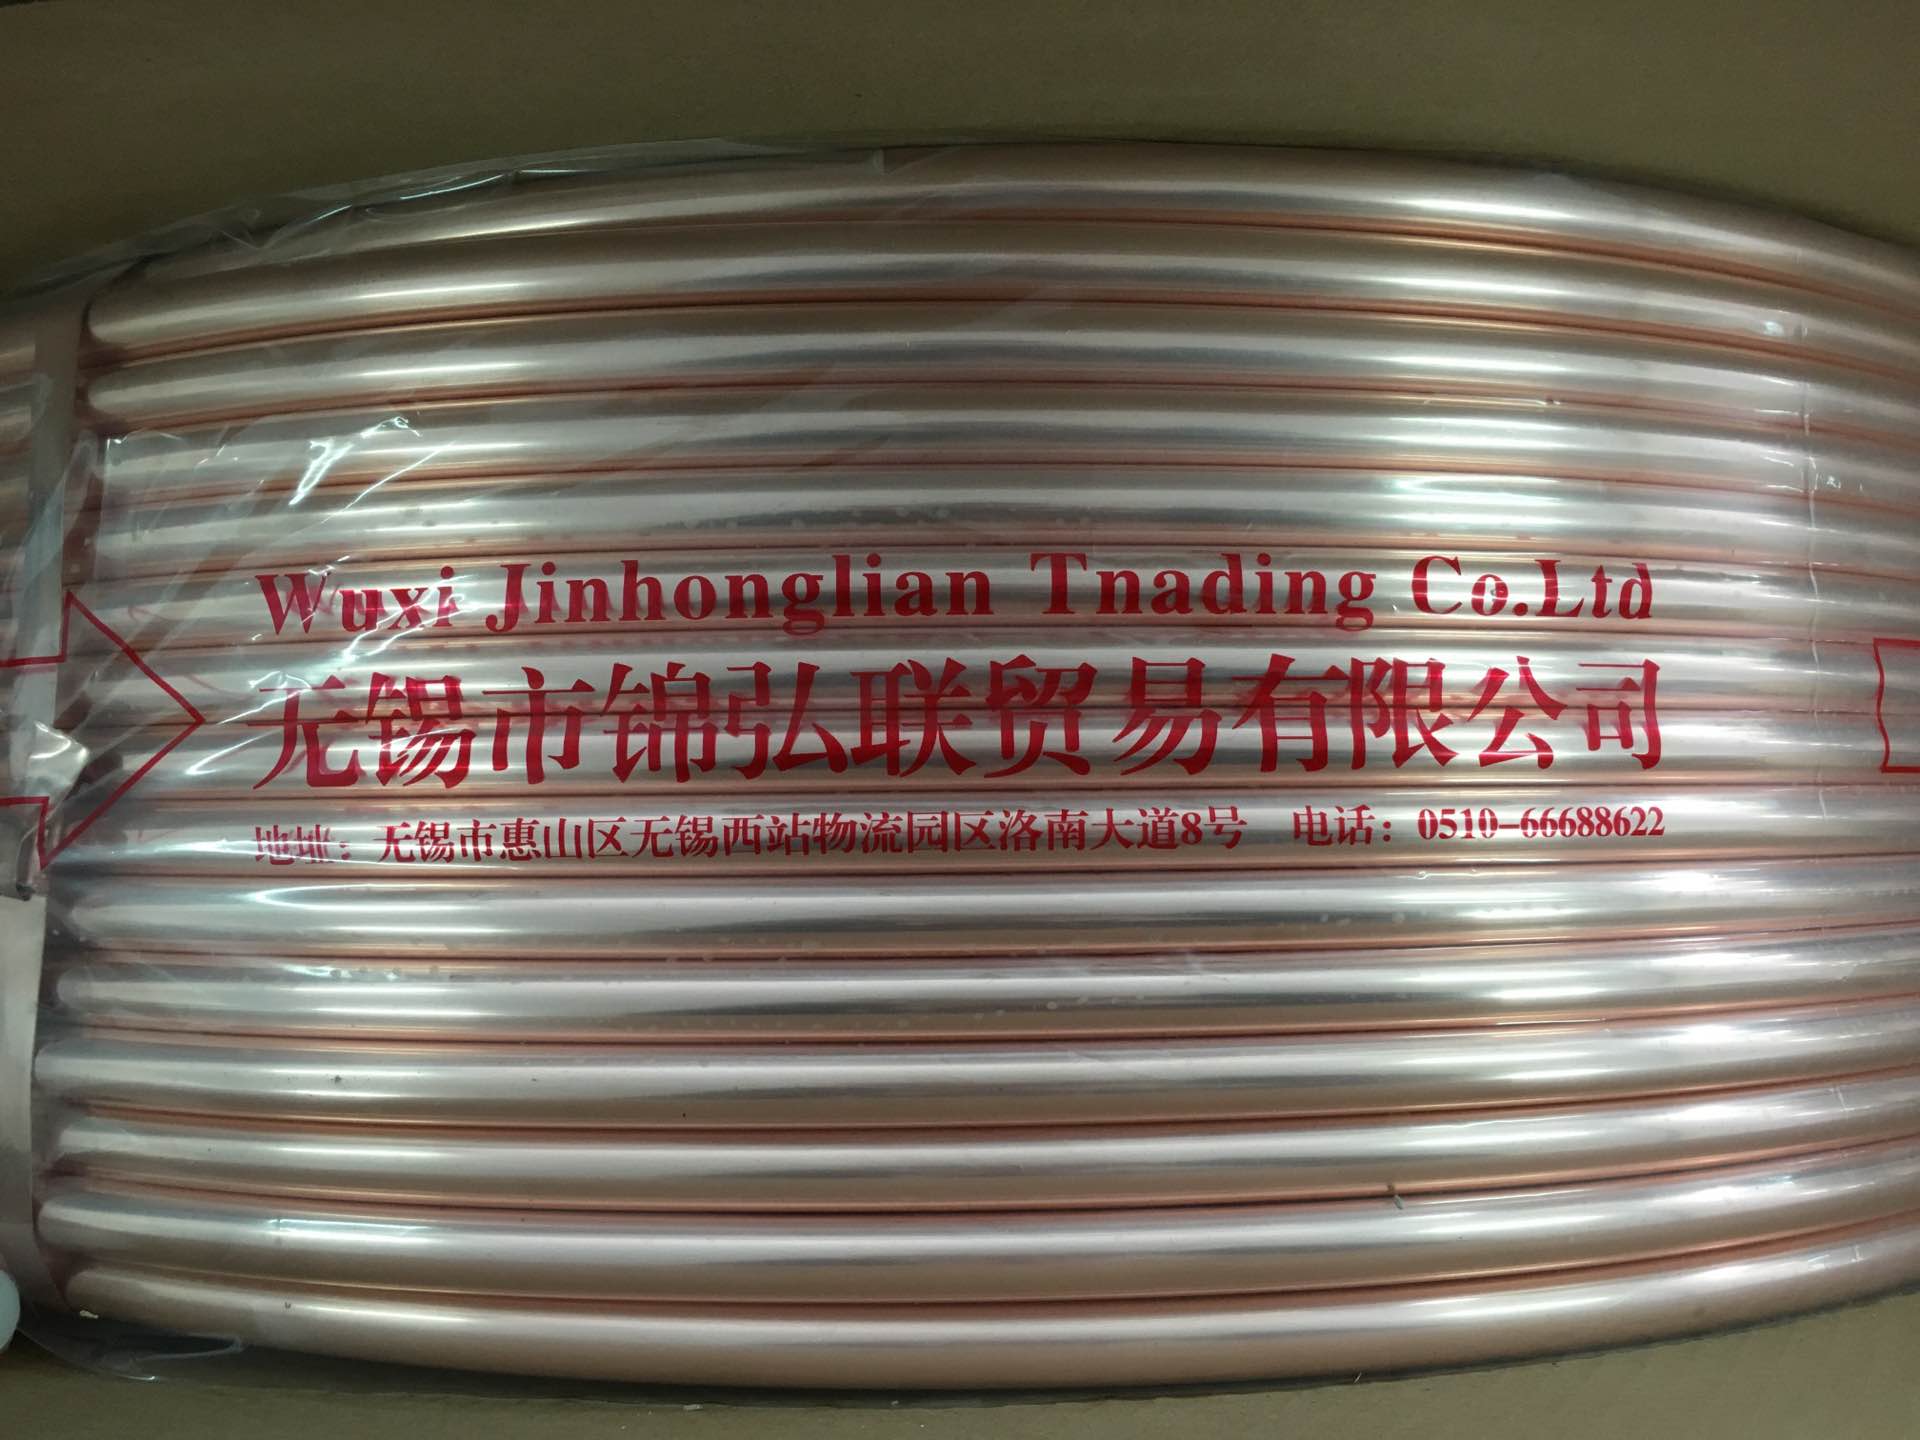 Wuxi Jinhonglian Tnading Co.Ltd
无锡市锦弘联贸易有限公司
地址：无锡市惠山区无锡西站物流园区洛南大道8号 电话：0510-66688622